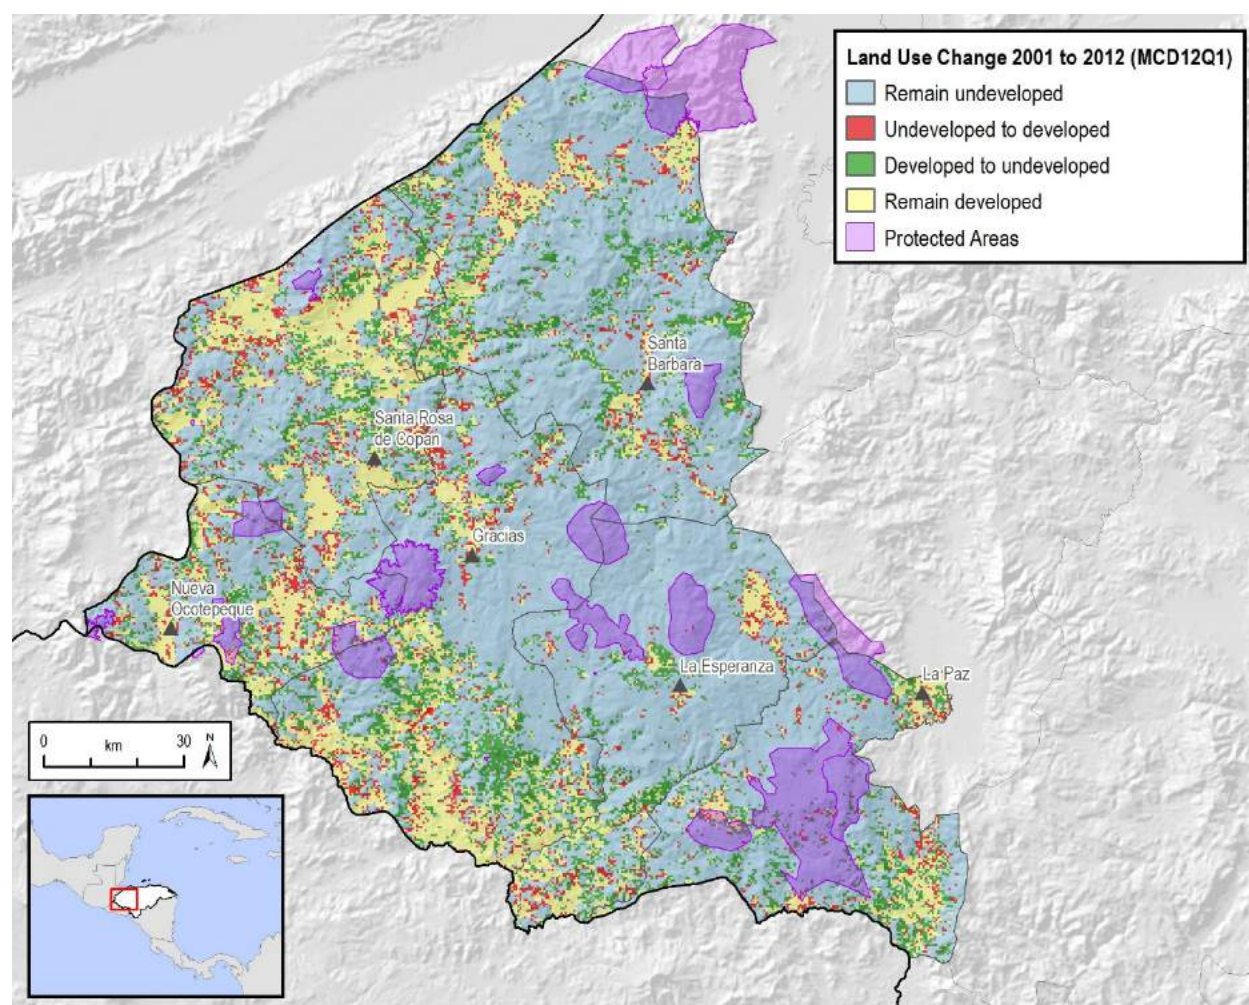 Land Use Change 2001 to 2012 (MCD12Q1)
Remain undeveloped
Undeveloped to developed
Developed to undeveloped
Remain developed
Protected Areas
Santa
Barbara
Santa Rosa
de Copan
Gracias
Nueva
Ocotepeque
La Esperanza
La Paz
0 km 30 N